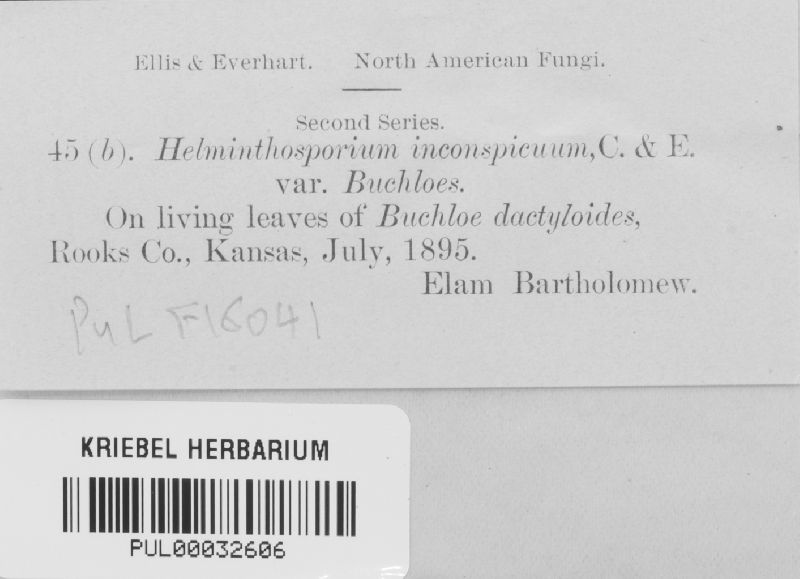 Ellis & Everhart. North American Fungi.
Second Series.
45 (b). Helminthosporium inconspicuum, C. & E.
var. Buchloes.
On living leaves of Buchloe dactyloides,
Rooks Co., Kansas, July, 1895.
Elam Bartholomew.
PuL F16041
KRIEBEL HERBARIUM
PUL00032606